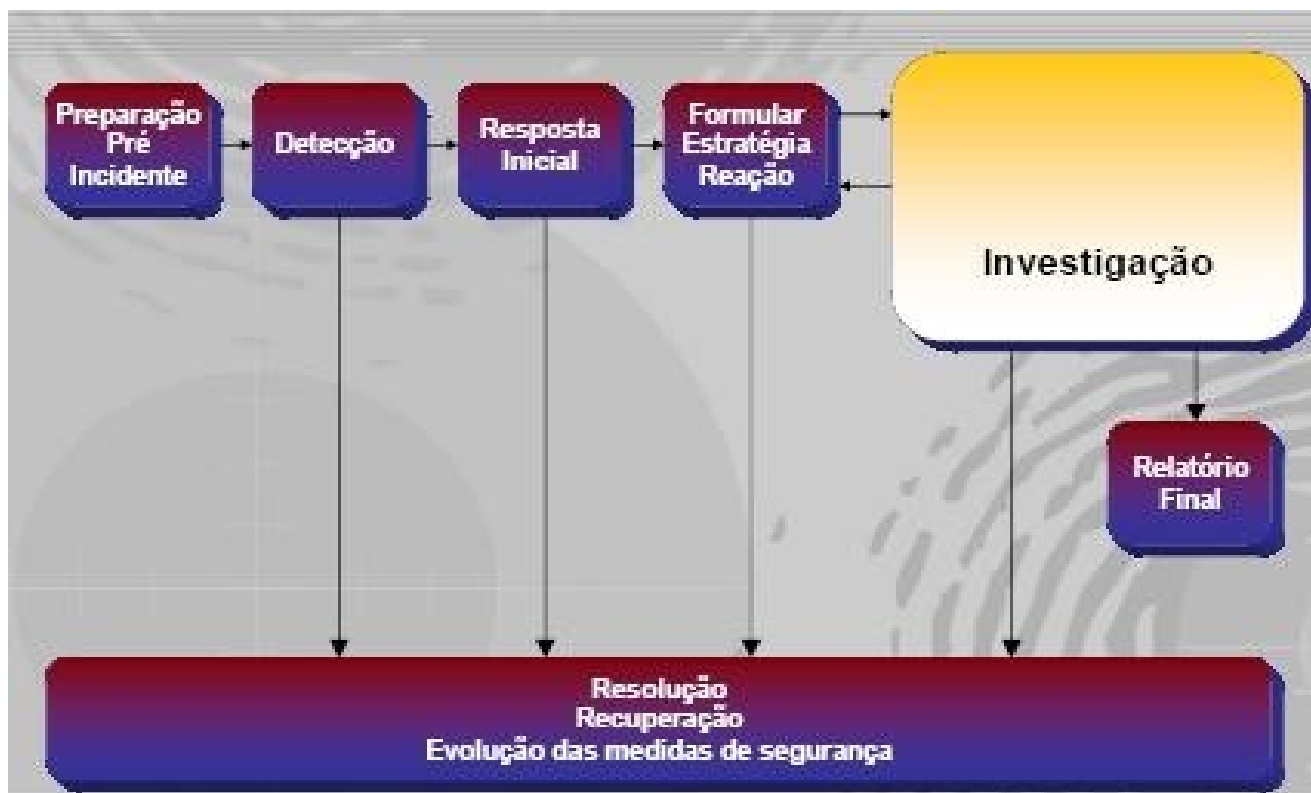 Preparação
Pré
Incidente
Detecção
Resposta
Inicial
Formular
Estratégia
Reação
Investigação
Relatório
Final
Resolução
Recuperação
Evolução das medidas de segurança